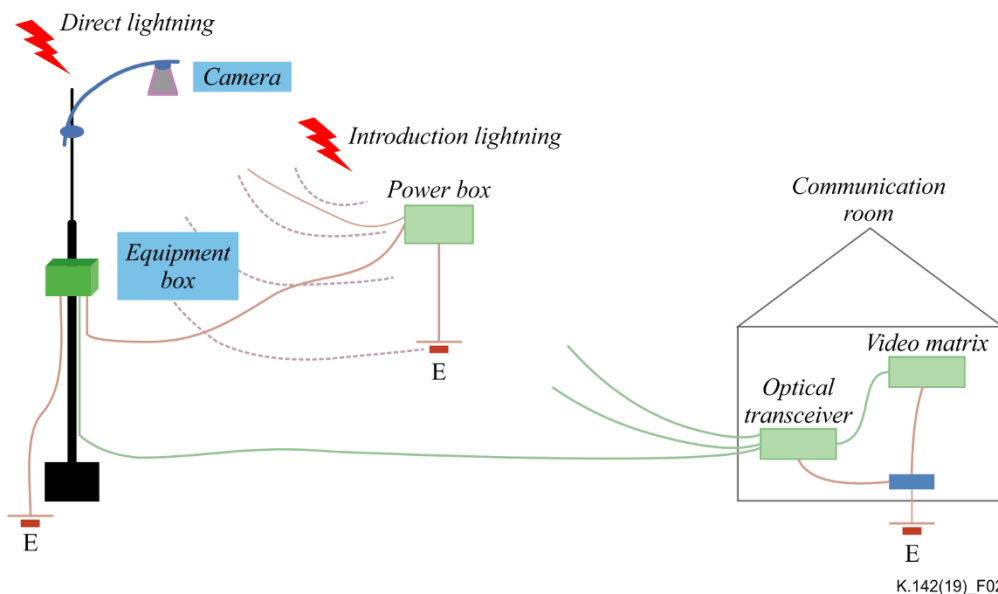 Direct lightning
Camera
Introduction lightning
Power box
Communication
room
Equipment
box
Video matrix
E
Optical
transceiver
E
E
K.142(19)_F02